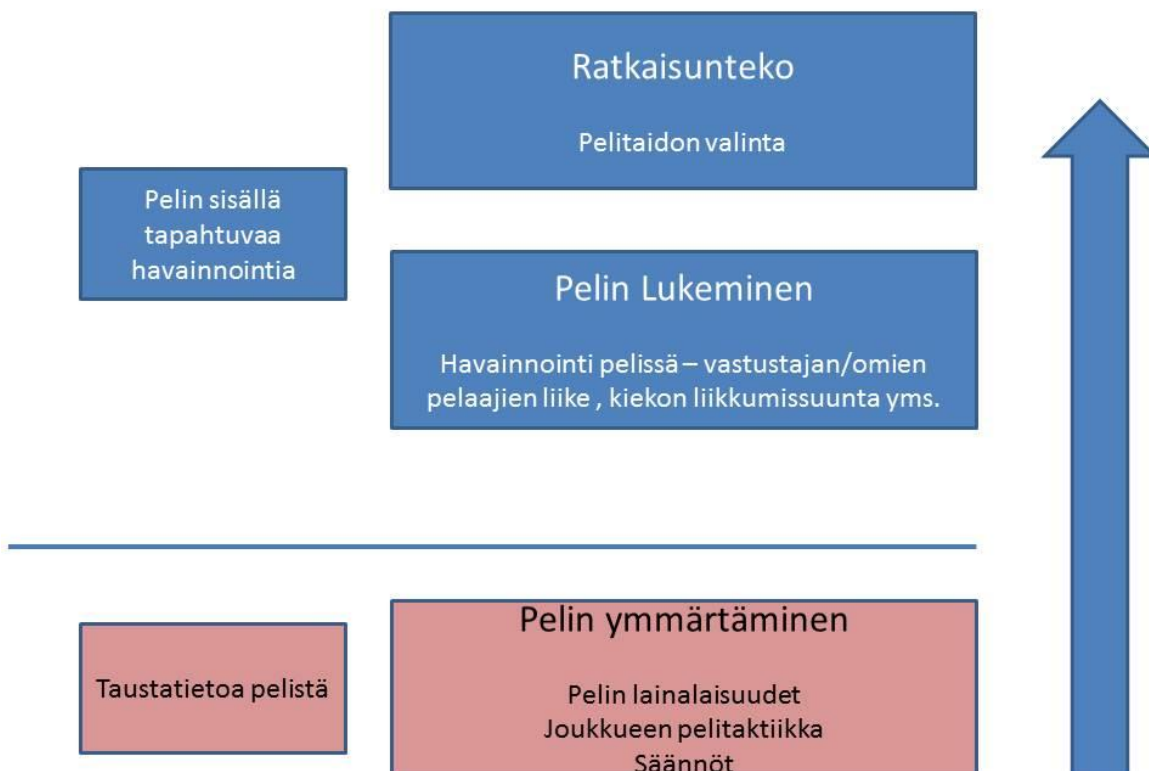 Ratkaisunteko
Pelitaidon valinta
Pelin sisällä
tapahtuvaa
havainnointia
Pelin Lukeminen
Havainnointi pelissä – vastustajan/omien
pelaajien liike , kiekon liikkumissuunta yms.
Pelin ymmärtäminen
Taustatietoa pelistä
Pelin lainalaisuudet
Joukkueen pelitaktiikka
Säännöt